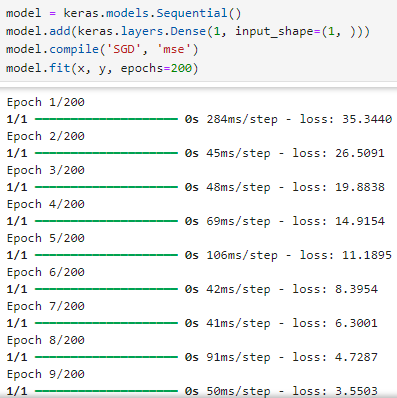 model = keras.models.Sequential()
model.add(keras.layers.Dense(1, input_shape=(1, )))
model.compile('SGD', 'mse')
model.fit(x, y, epochs=200)
Epoch 1/200
1/1 ━━━━━━━━━━━━━━━━━━━━ 0s 284ms/step - loss: 35.3440
Epoch 2/200
1/1 ━━━━━━━━━━━━━━━━━━━━ 0s 45ms/step - loss: 26.5091
Epoch 3/200
1/1 ━━━━━━━━━━━━━━━━━━━━ 0s 48ms/step - loss: 19.8838
Epoch 4/200
1/1 ━━━━━━━━━━━━━━━━━━━━ 0s 69ms/step - loss: 14.9154
Epoch 5/200
1/1 ━━━━━━━━━━━━━━━━━━━━ 0s 106ms/step - loss: 11.1895
Epoch 6/200
1/1 ━━━━━━━━━━━━━━━━━━━━ 0s 42ms/step - loss: 8.3954
Epoch 7/200
1/1 ━━━━━━━━━━━━━━━━━━━━ 0s 41ms/step - loss: 6.3001
Epoch 8/200
1/1 ━━━━━━━━━━━━━━━━━━━━ 0s 91ms/step - loss: 4.7287
Epoch 9/200
1/1 ━━━━━━━━━━━━━━━━━━━━ 0s 50ms/step - loss: 3.5503